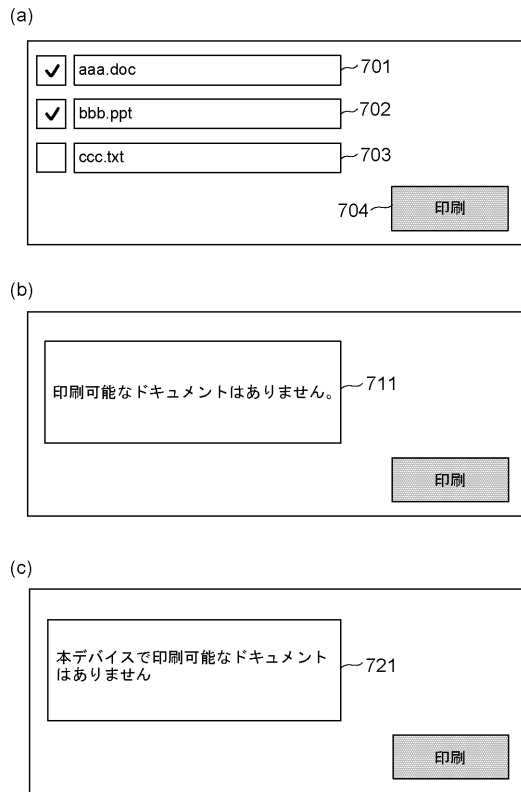 (a)
aaa.doc
701
bbb.ppt
702
ccc.txt
703
704
印刷
(b)
印刷可能なドキュメントはありません。
711
印刷
(c)
本デバイスで印刷可能なドキュメント
はありません
721
印刷